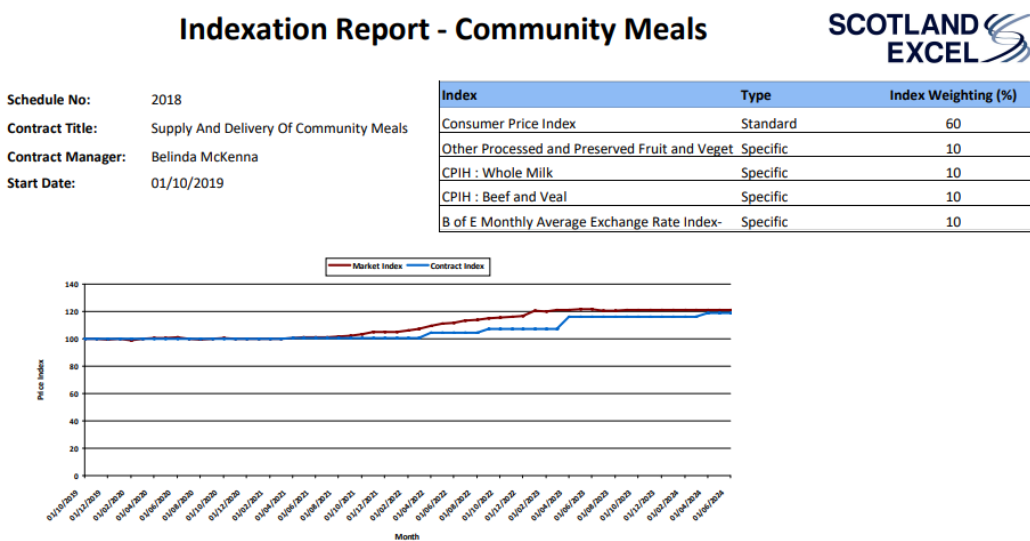 Indexation Report - Community Meals
SCOTLAND
EXCEL
Schedule No: 2018
Contract Title: Supply And Delivery Of Community Meals
Contract Manager: Belinda McKenna
Start Date: 01/10/2019
Index Type Index Weighting (%)
Consumer Price Index Standard 60
Other Processed and Preserved Fruit and Veget Specific 10
CPIH : Whole Milk Specific 10
CPIH : Beef and Veal Specific 10
B of E Monthly Average Exchange Rate Index- Specific 10
Market Index Contract Index
140
120
100
80
60
40
20
0
Price Index
01/10/2019 01/12/2019 01/02/2020 01/04/2020 01/06/2020 01/08/2020 01/10/2020 01/12/2020 01/02/2021 01/04/2021 01/06/2021 01/08/2021 01/10/2021 01/12/2021 01/02/2022 01/04/2022 01/06/2022 01/08/2022 01/10/2022 01/12/2022 01/02/2023 01/04/2023 01/06/2023 01/08/2023 01/10/2023 01/12/2023 01/02/2024 01/04/2024 01/06/2024
Month